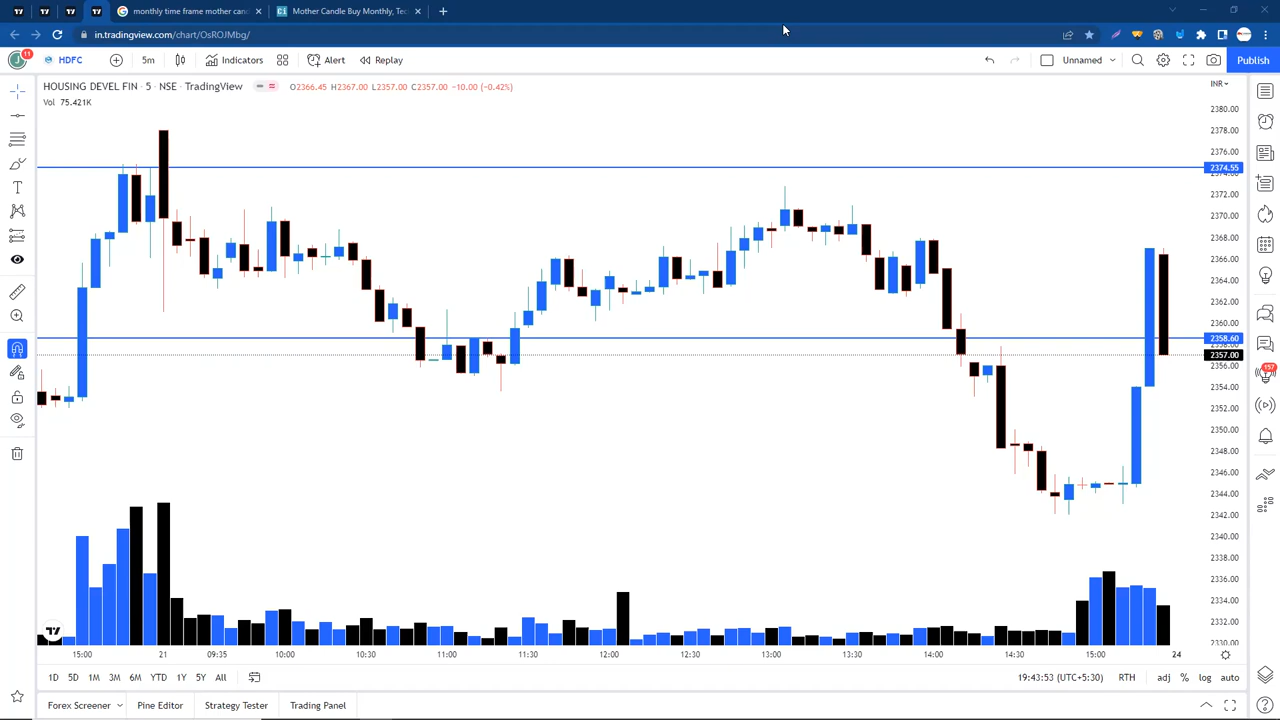 monthly time frame mother cand
Mother Candle Buy Monthly, Tec
in.tradingview.com/chart/OsROJMbg/
11
J
HDFC
5m
Indicators
Alert
Replay
Unnamed
Publish
HOUSING DEVEL FIN · 5 · NSE · TradingView
O2366.45 H2367.00 L2357.00 C2357.00 −10.00 (−0.42%)
Vol 75.421K
INR
2380.00
2378.00
2376.00
2374.55
2372.00
2370.00
2368.00
2366.00
2364.00
2362.00
2360.00
2358.60
2357.00
2356.00
2354.00
2352.00
2350.00
2348.00
2346.00
2344.00
2342.00
2340.00
2338.00
2336.00
2334.00
2332.00
2330.00
157
15:00
21
09:35
10:00
10:30
11:00
11:30
12:00
12:30
13:00
13:30
14:00
14:30
15:00
24
1D 5D 1M 3M 6M YTD 1Y 5Y All
19:43:53 (UTC+5:30)
RTH
adj % log auto
Forex Screener
Pine Editor
Strategy Tester
Trading Panel